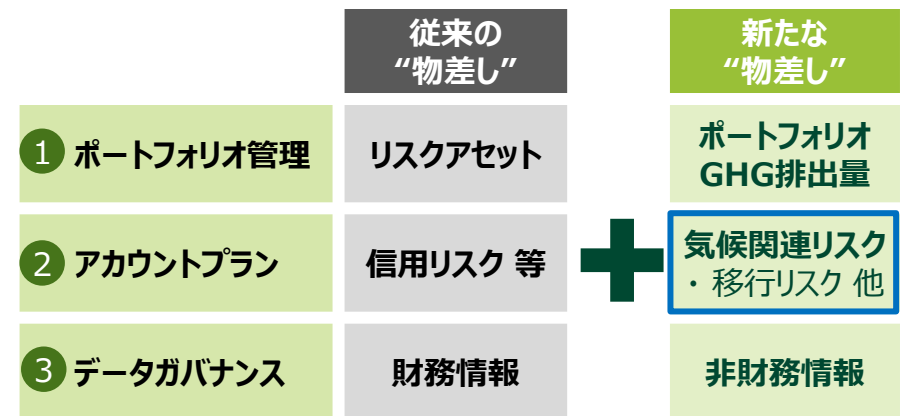 従来の
“物差し”
新たな
“物差し”
1 ポートフォリオ管理
リスクアセット
ポートフォリオ
GHG排出量
2 アカウントプラン
信用リスク 等
気候関連リスク
・移行リスク 他
3 データガバナンス
財務情報
非財務情報